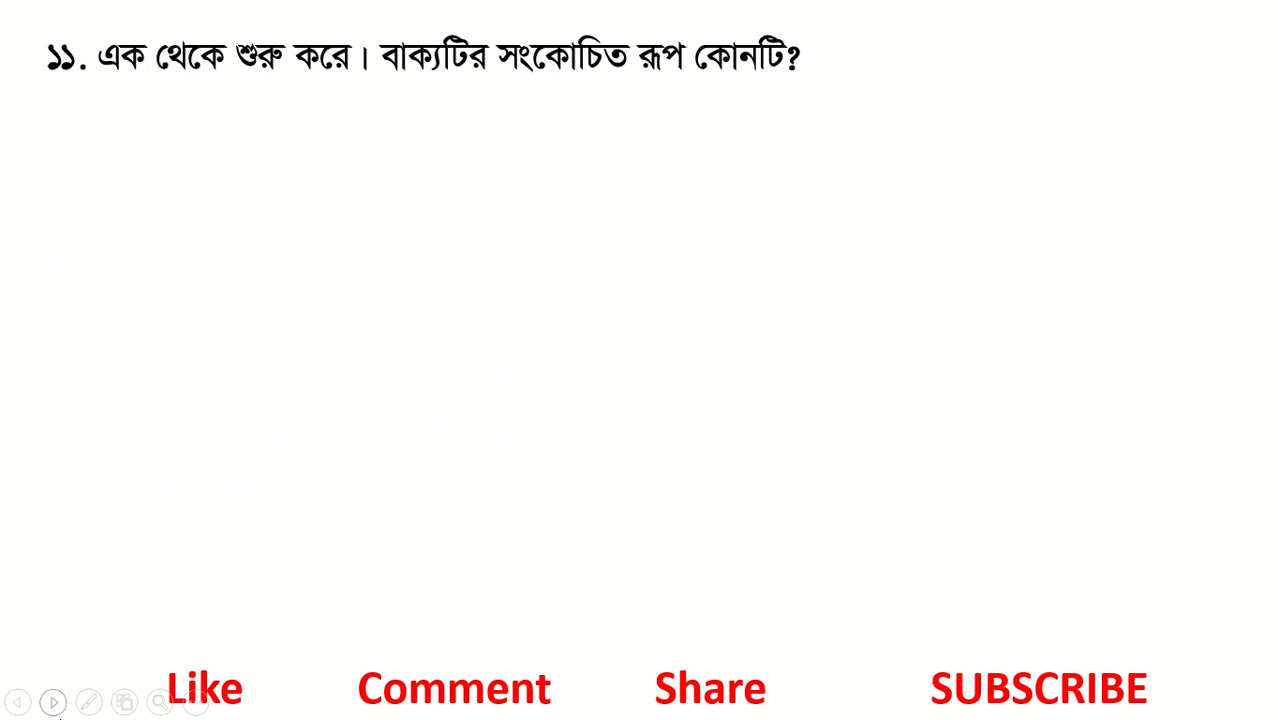 ১১. এক থেকে শুরু করে। বাক্যটির সংকোচিত রূপ কোনটি?
Like Comment Share SUBSCRIBE